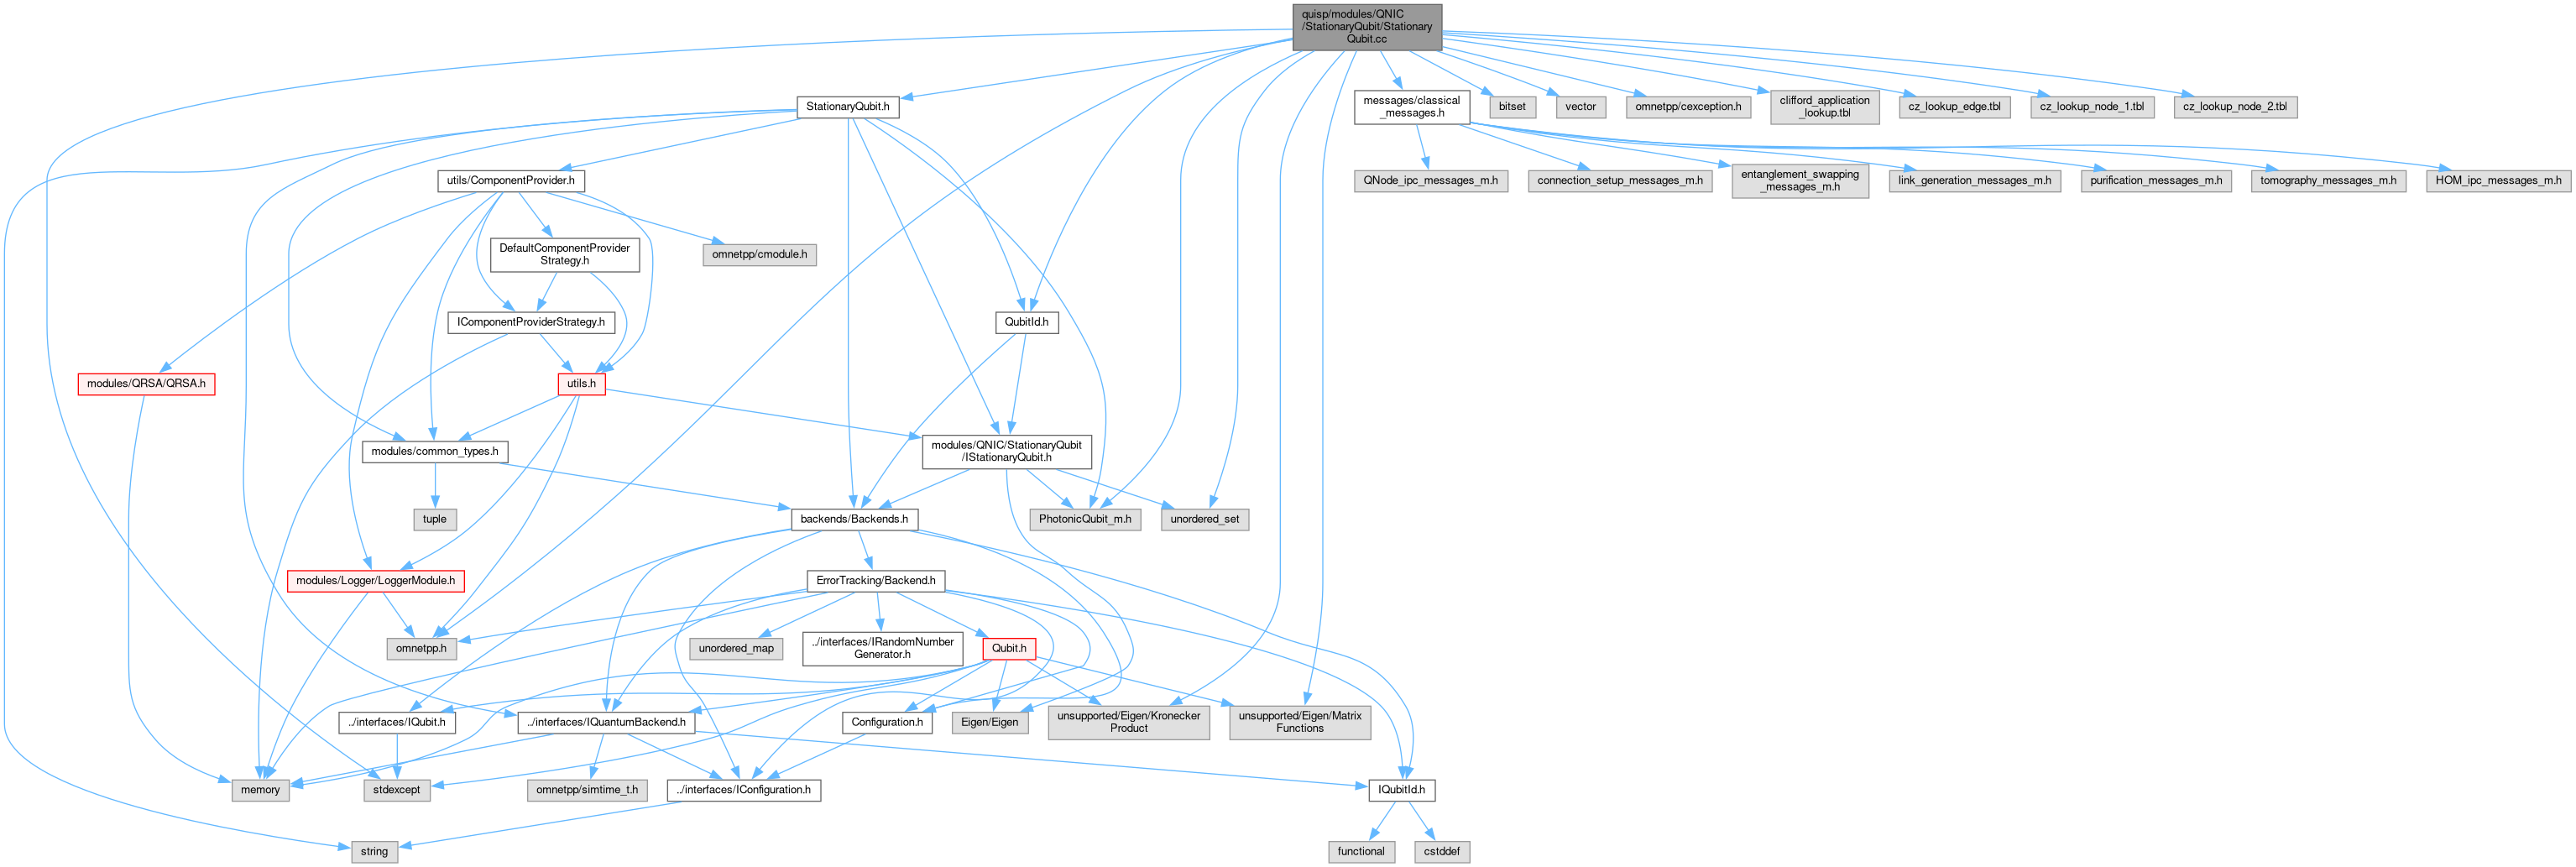 quisp/modules/QNIC
/StationaryQubit/Stationary
Qubit.cc
StationaryQubit.h
messages/classical
_messages.h
bitset
vector
omnetpp/cexception.h
clifford_application
_lookup.tbl
cz_lookup_edge.tbl
cz_lookup_node_1.tbl
cz_lookup_node_2.tbl
utils/ComponentProvider.h
QNode_ipc_messages_m.h
connection_setup_messages_m.h
entanglement_swapping
_messages_m.h
link_generation_messages_m.h
purification_messages_m.h
tomography_messages_m.h
HOM_ipc_messages_m.h
DefaultComponentProvider
Strategy.h
omnetpp/cmodule.h
IComponentProviderStrategy.h
QubitId.h
modules/QRSA/QRSA.h
utils.h
modules/common_types.h
modules/QNIC/StationaryQubit
/IStationaryQubit.h
tuple
backends/Backends.h
PhotonicQubit_m.h
unordered_set
modules/Logger/LoggerModule.h
ErrorTracking/Backend.h
omnetpp.h
unordered_map
../interfaces/IRandomNumber
Generator.h
Qubit.h
../interfaces/IQubit.h
../interfaces/IQuantumBackend.h
Configuration.h
Eigen/Eigen
unsupported/Eigen/Kronecker
Product
unsupported/Eigen/Matrix
Functions
memory
stdexcept
omnetpp/simtime_t.h
../interfaces/IConfiguration.h
IQubitId.h
string
functional
cstddef